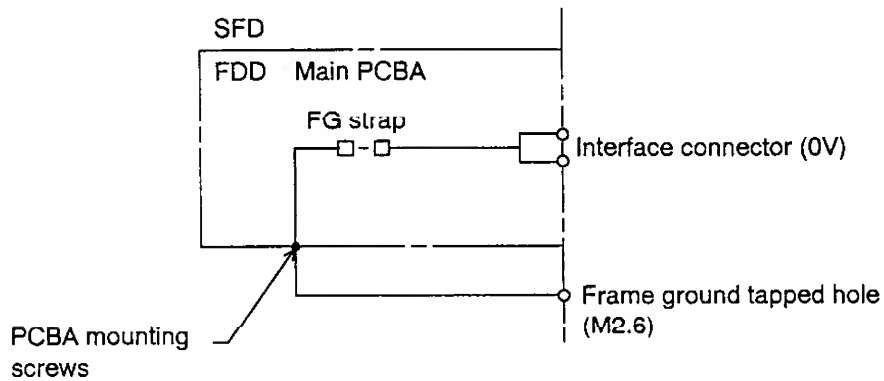 SFD
FDD Main PCBA
FG strap
Interface connector (0V)
Frame ground tapped hole
(M2.6)
PCBA mounting
screws